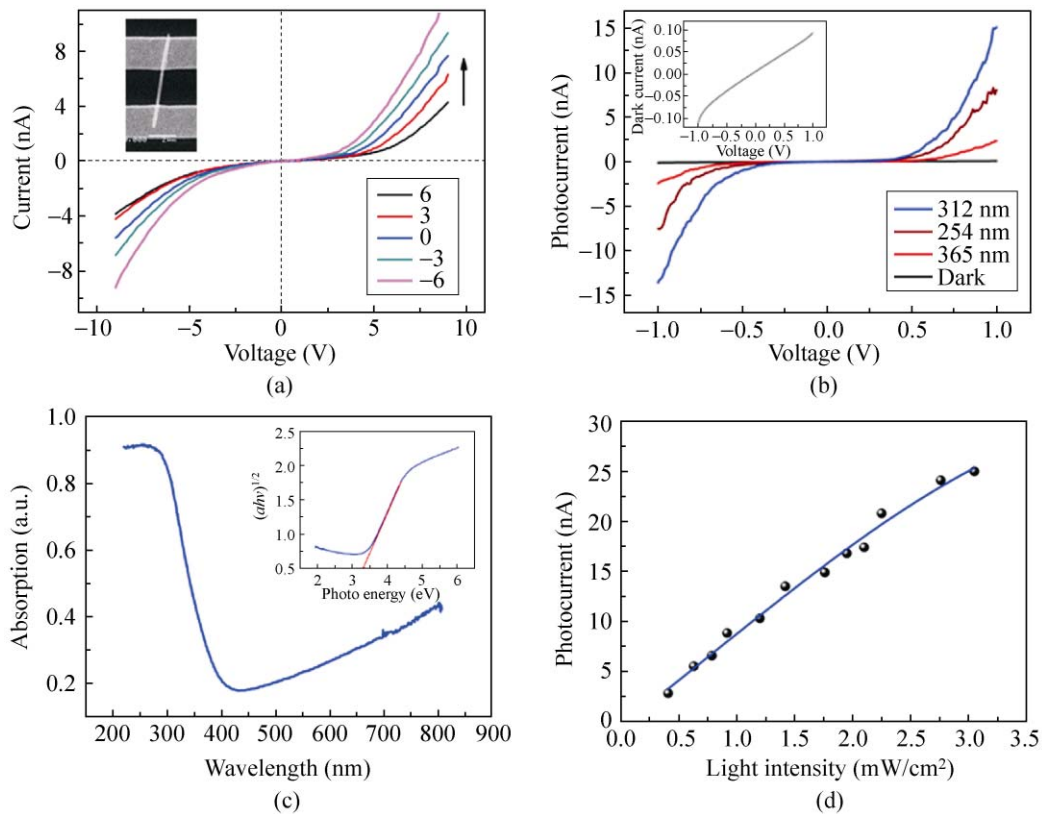 8
4
0
−4
−8
Current (nA)
6
3
0
−3
−6
−10
−5
0
5
10
Voltage (V)
(a)
15
10
5
0
−5
−10
−15
Photocurrent (nA)
0.10
0.05
0.00
−0.05
−0.10
Dark current (nA)
−1.0 −0.5 0.0 0.5 1.0
Voltage (V)
312 nm
254 nm
365 nm
Dark
−1.0
−0.5
0.0
0.5
1.0
Voltage (V)
(b)
1.0
0.8
0.6
0.4
0.2
Absorption (a.u.)
2.5
2.0
1.5
1.0
0.5
(ahv)1/2
2 3 4 5 6
Photo energy (eV)
200 300 400 500 600 700 800 900
Wavelength (nm)
(c)
30
25
20
15
10
5
0
Photocurrent (nA)
0.0 0.5 1.0 1.5 2.0 2.5 3.0 3.5
Light intensity (mW/cm²)
(d)